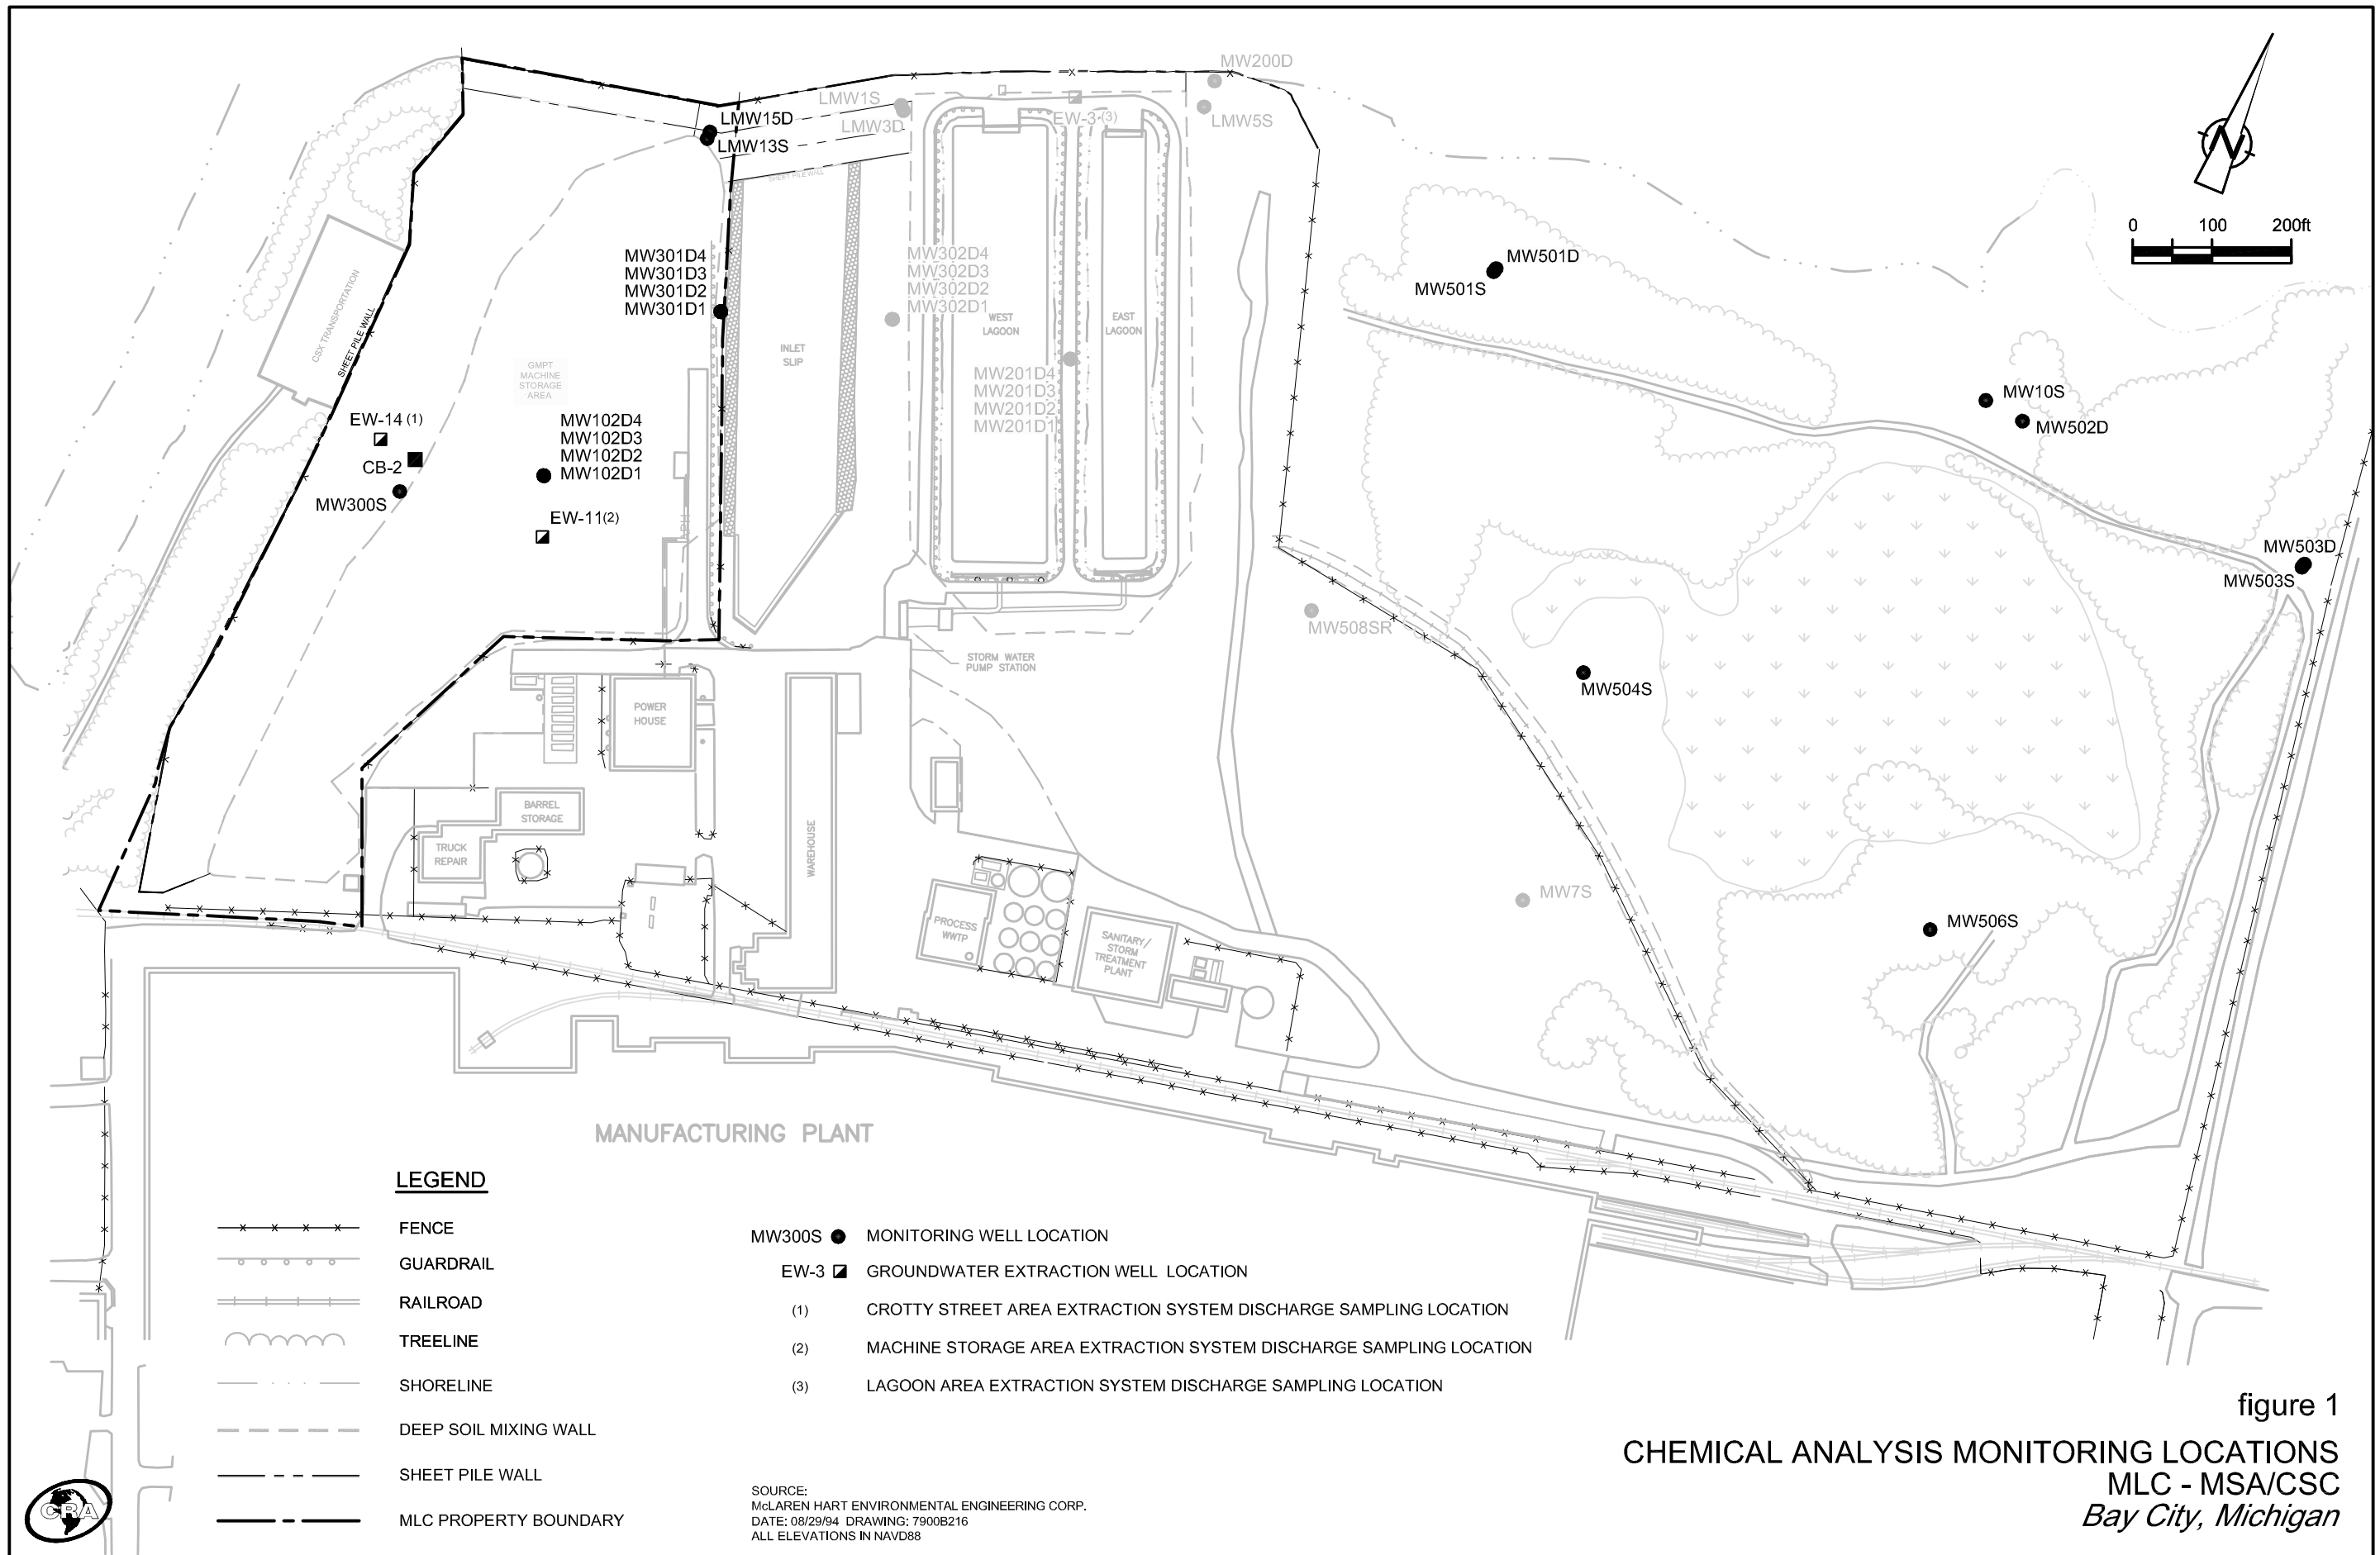 MW200D
LMW1S
LMW15D
EW-3 (3)
LMW5S
LMW3D
LMW13S
N
SHEET PILE WALL
0 100 200ft
MW301D4
MW301D3
MW301D2
MW301D1
MW302D4
MW302D3
MW302D2
MW302D1
MW501D
MW501S
CSX TRANSPORTATION
SHEET PILE WALL
WEST
LAGOON
EAST
LAGOON
INLET
SLIP
GMPT
MACHINE
STORAGE
AREA
MW201D4
MW201D3
MW201D2
MW201D1
MW10S
MW502D
EW-14 (1)
CB-2
MW300S
MW102D4
MW102D3
MW102D2
MW102D1
EW-11(2)
MW503D
MW503S
MW508SR
STORM WATER
PUMP STATION
MW504S
POWER
HOUSE
BARREL
STORAGE
TRUCK
REPAIR
WAREHOUSE
MW7S
MW506S
PROCESS
WWTP
SANITARY/
STORM
TREATMENT
PLANT
MANUFACTURING PLANT
LEGEND
FENCE
GUARDRAIL
RAILROAD
TREELINE
SHORELINE
DEEP SOIL MIXING WALL
SHEET PILE WALL
MLC PROPERTY BOUNDARY
MW300S MONITORING WELL LOCATION
EW-3 GROUNDWATER EXTRACTION WELL LOCATION
(1) CROTTY STREET AREA EXTRACTION SYSTEM DISCHARGE SAMPLING LOCATION
(2) MACHINE STORAGE AREA EXTRACTION SYSTEM DISCHARGE SAMPLING LOCATION
(3) LAGOON AREA EXTRACTION SYSTEM DISCHARGE SAMPLING LOCATION
SOURCE:
McLAREN HART ENVIRONMENTAL ENGINEERING CORP.
DATE: 08/29/94 DRAWING: 7900B216
ALL ELEVATIONS IN NAVD88
CRA
figure 1
CHEMICAL ANALYSIS MONITORING LOCATIONS
MLC - MSA/CSC
Bay City, Michigan